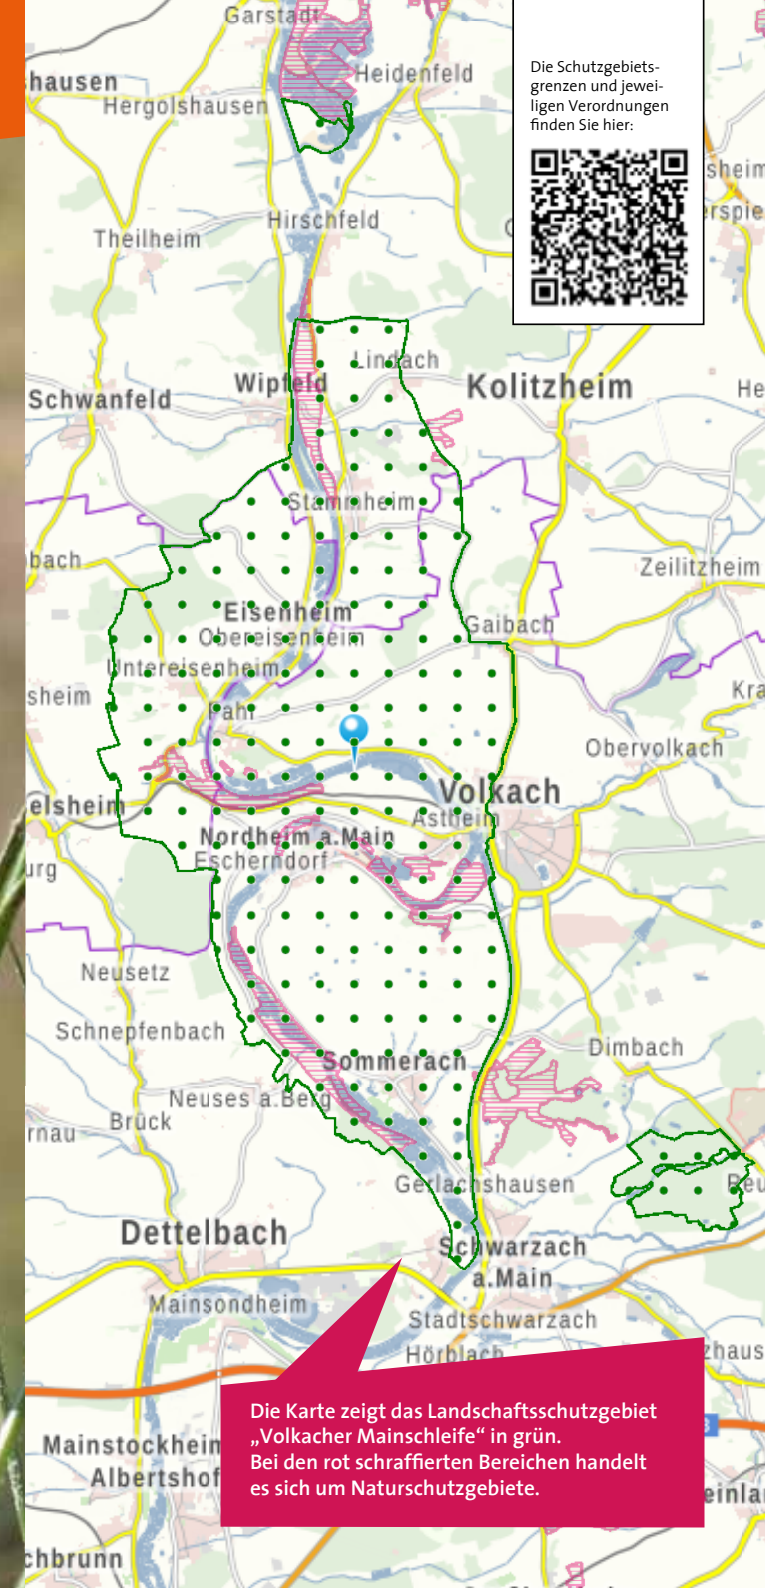 Garstadt
Die Schutzgebiets-
grenzen und jewei-
ligen Verordnungen
finden Sie hier:
hausen
Heidenfeld
Hergolshausen
sheim
erspie
Hirschfeld
Theilheim
Lindach
Wipfeld
Kolitzheim
Schwanfeld
He
Stammheim
bach
Zeilitzheim
Eisenheim
Gaibach
Obereisenheim
Untereisenheim
sheim
Kra
Fahr
Obervolkach
elsheim
Volkach
Astheim
Nordheim a.Main
Escherndorf
urg
Neusetz
Schnepfenbach
Dimbach
Sommerach
Neuses a.Berg
Brück
rnau
Gerlachshausen
Reu
Dettelbach
Schwarzach
a.Main
Mainsondheim
Stadtschwarzach
Hörblach
zhaus
Die Karte zeigt das Landschaftsschutzgebiet
„Volkacher Mainschleife“ in grün.
Bei den rot schraffierten Bereichen handelt
es sich um Naturschutzgebiete.
Mainstockheim
Albertshof
einla
chbrunn